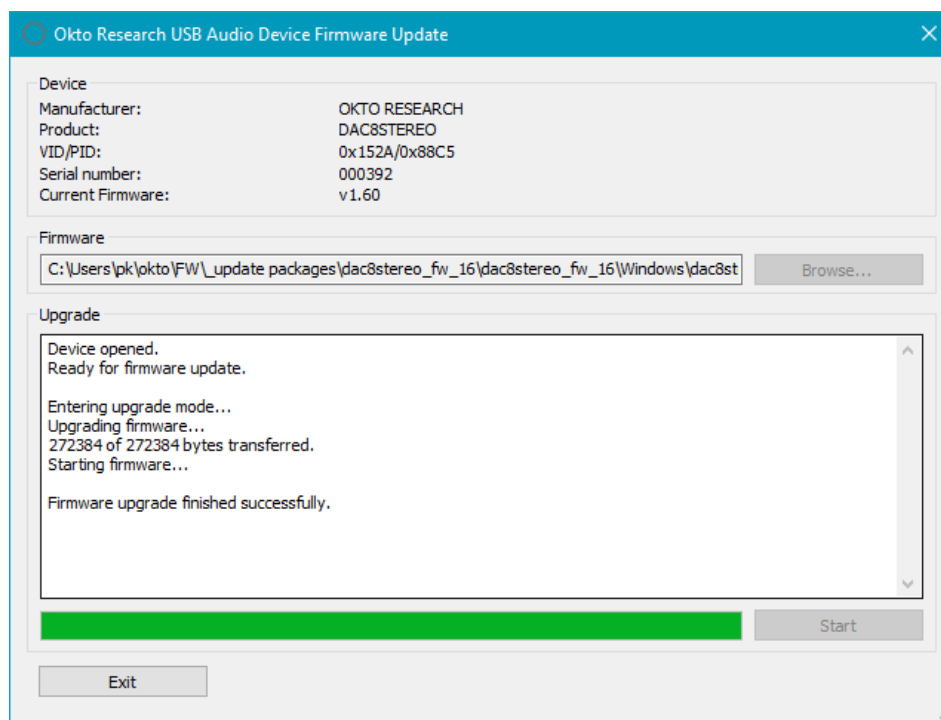 Okto Research USB Audio Device Firmware Update
Device
Manufacturer: OKTO RESEARCH
Product: DAC8STEREO
VID/PID: 0x152A/0x88C5
Serial number: 000392
Current Firmware: v1.60
Firmware
C:\Users\pk\okto\FW\_update packages\dac8stereo_fw_16\dac8stereo_fw_16\Windows\dac8st Browse...
Upgrade
Device opened.
Ready for firmware update.
Entering upgrade mode...
Upgrading firmware...
272384 of 272384 bytes transferred.
Starting firmware...
Firmware upgrade finished successfully.
Start
Exit